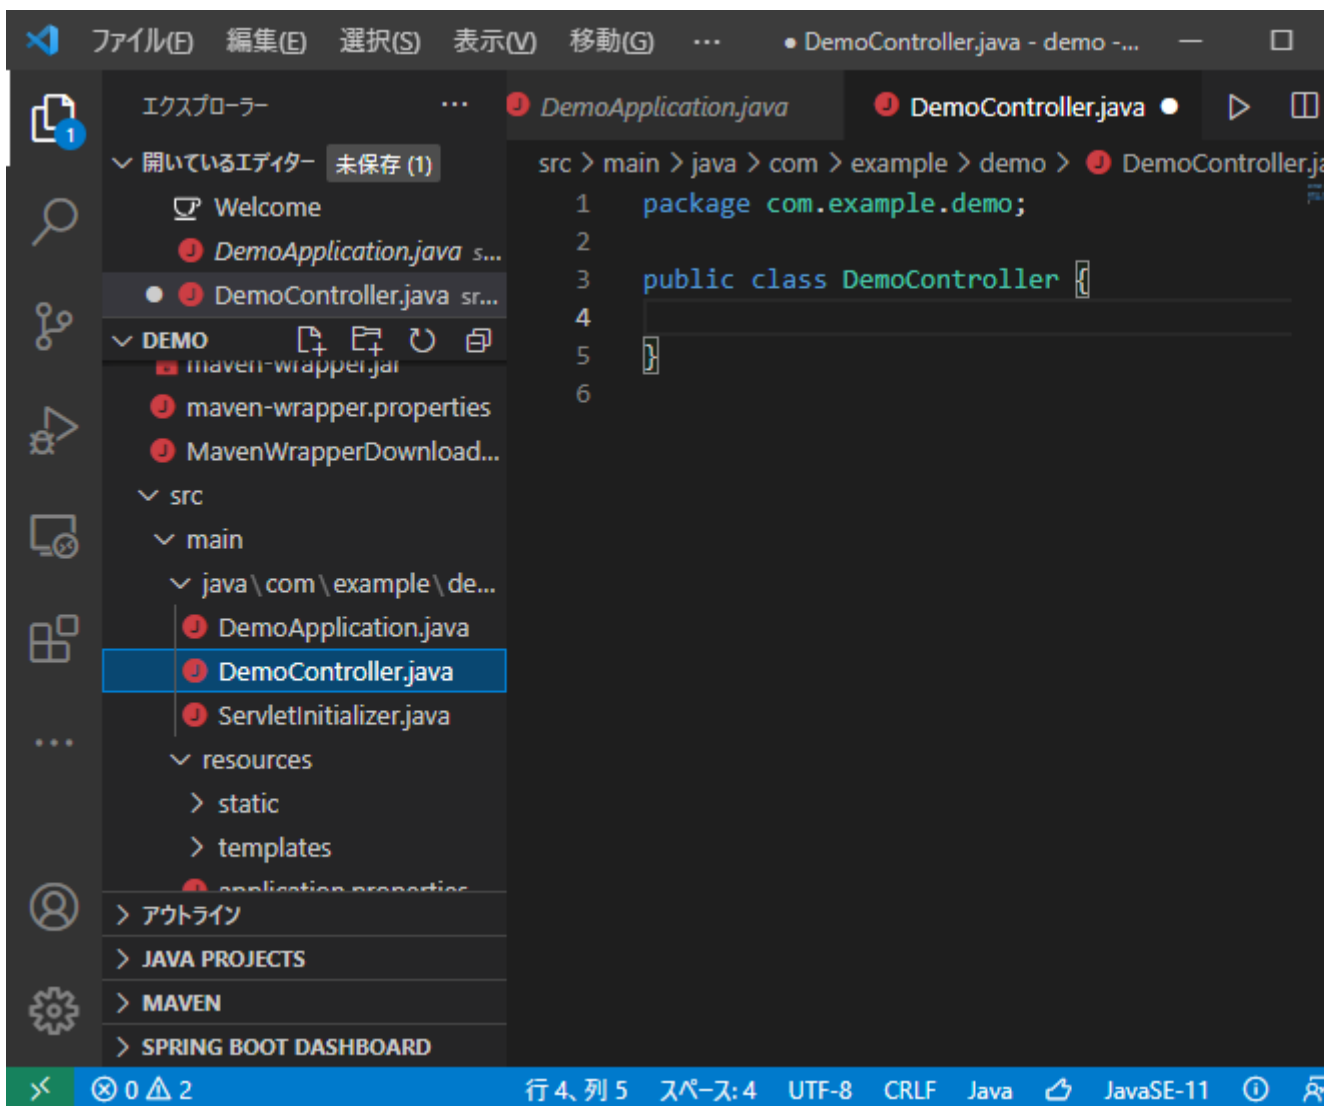 ファイル(F) 編集(E) 選択(S) 表示(V) 移動(G) ··· ● DemoController.java - demo -...
エクスプローラー ···
DemoApplication.java
DemoController.java ●
1
開いているエディター 未保存 (1)
Welcome
DemoApplication.java s...
● DemoController.java sr...
DEMO
maven-wrapper.jar
maven-wrapper.properties
MavenWrapperDownload...
src
main
java\com\example\de...
DemoApplication.java
DemoController.java
ServletInitializer.java
resources
static
templates
application.properties
アウトライン
JAVA PROJECTS
MAVEN
SPRING BOOT DASHBOARD
src > main > java > com > example > demo > DemoController.ja
1 package com.example.demo;
2
3 public class DemoController {
4
5 }
6
0 2 行 4、列 5 スペース: 4 UTF-8 CRLF Java JavaSE-11